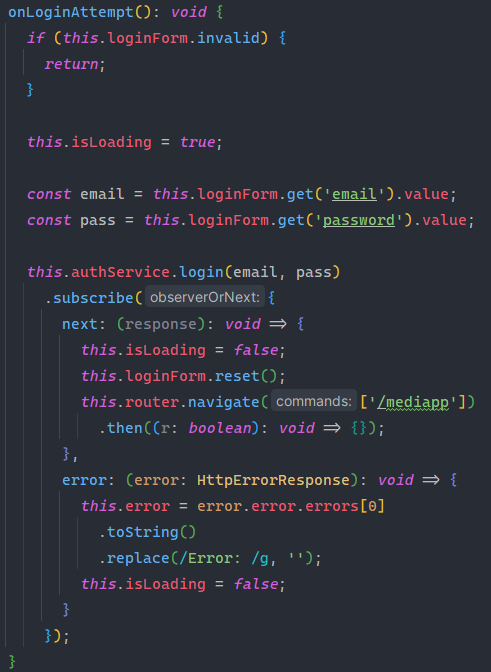 onLoginAttempt(): void {
if (this.loginForm.invalid) {
return;
}
this.isLoading = true;
const email = this.loginForm.get('email').value;
const pass = this.loginForm.get('password').value;
this.authService.login(email, pass)
.subscribe( observerOrNext: {
next: (response): void => {
this.isLoading = false;
this.loginForm.reset();
this.router.navigate( commands: ['/mediapp'])
.then((r: boolean): void => {});
},
error: (error: HttpErrorResponse): void => {
this.error = error.error.errors[0]
.toString()
.replace(/Error: /g, '');
this.isLoading = false;
}
});
}